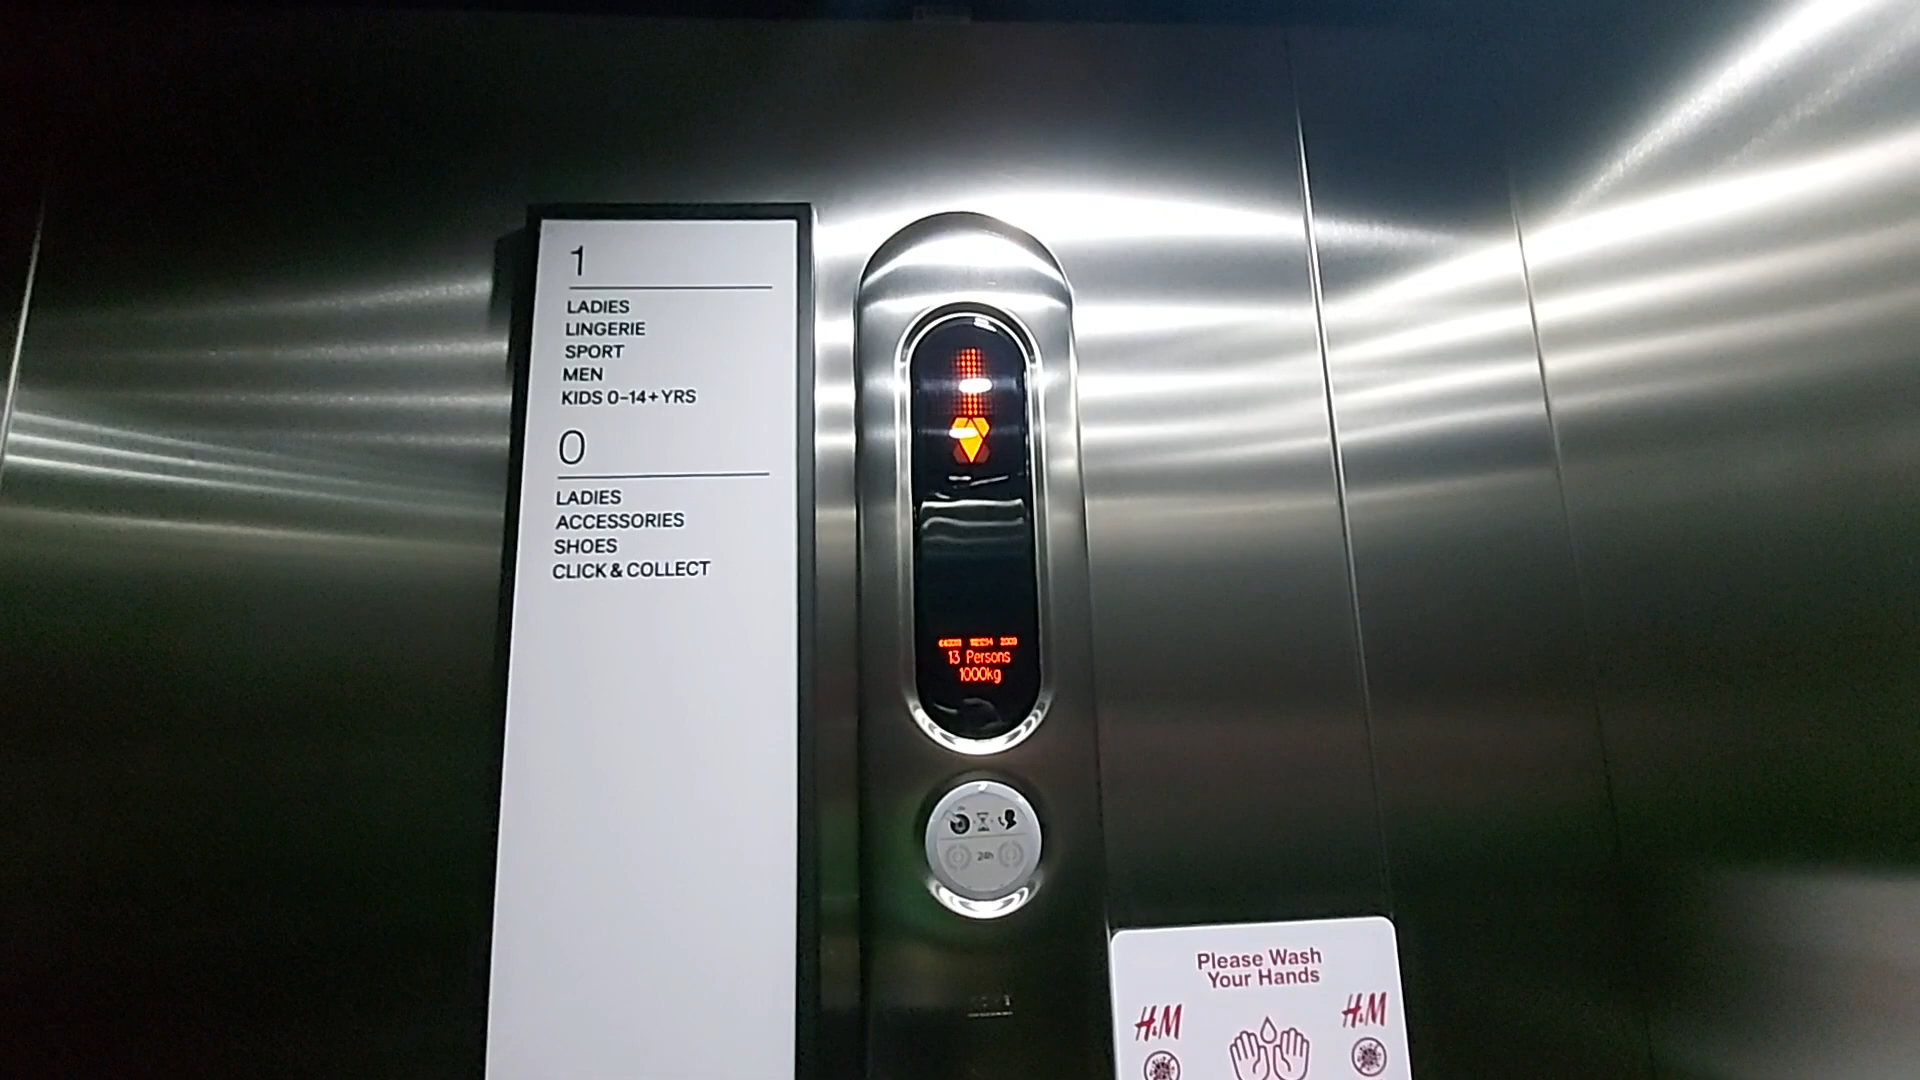 1
LADIES
LINGERIE
SPORT
MEN
KIDS 0-14+YRS
0
LADIES
ACCESSORIES
SHOES
CLICK & COLLECT
13 Persons
1000kg
24h
Please Wash
Your Hands
H&M
H&M